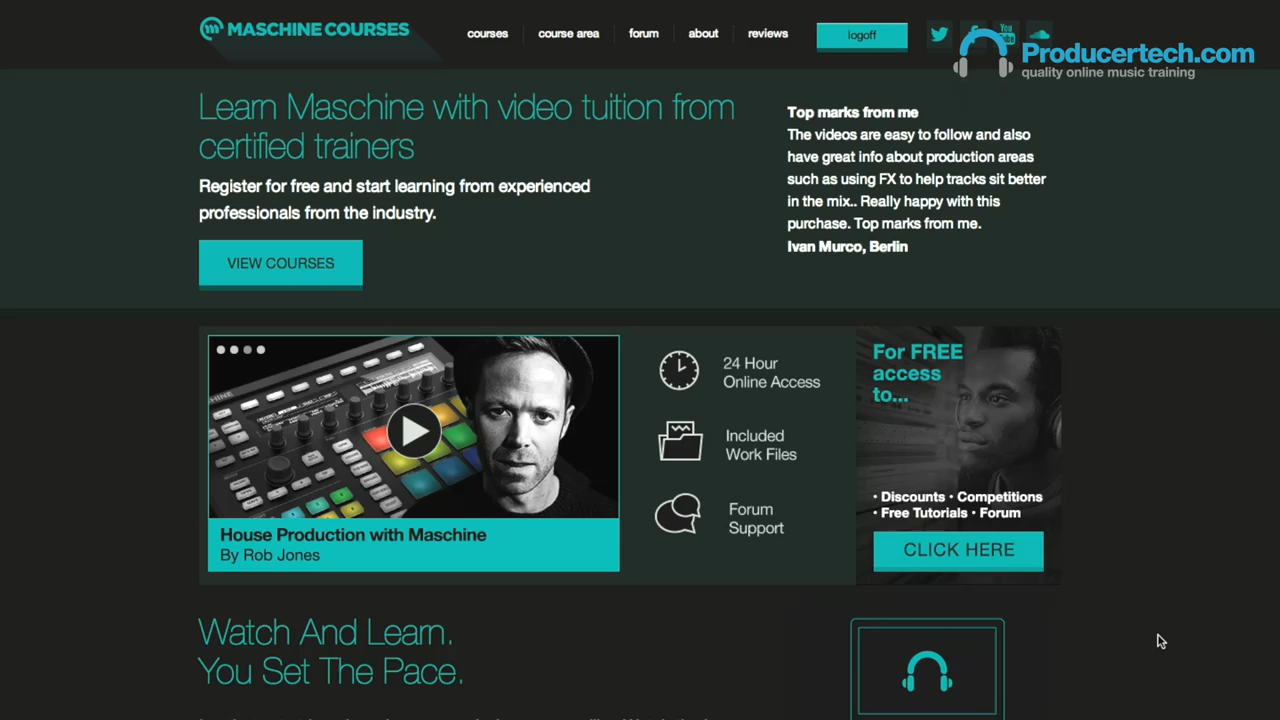 MASCHINE COURSES
courses
course area
forum
about
reviews
logoff
You
Tube
Producertech.com
quality online music training
Learn Maschine with video tuition from
certified trainers
Register for free and start learning from experienced
professionals from the industry.
VIEW COURSES
Top marks from me
The videos are easy to follow and also
have great info about production areas
such as using FX to help tracks sit better
in the mix.. Really happy with this
purchase. Top marks from me.
Ivan Murco, Berlin
House Production with Maschine
By Rob Jones
24 Hour
Online Access
Included
Work Files
Forum
Support
For FREE
access
to...
• Discounts • Competitions
• Free Tutorials • Forum
CLICK HERE
Watch And Learn.
You Set The Pace.